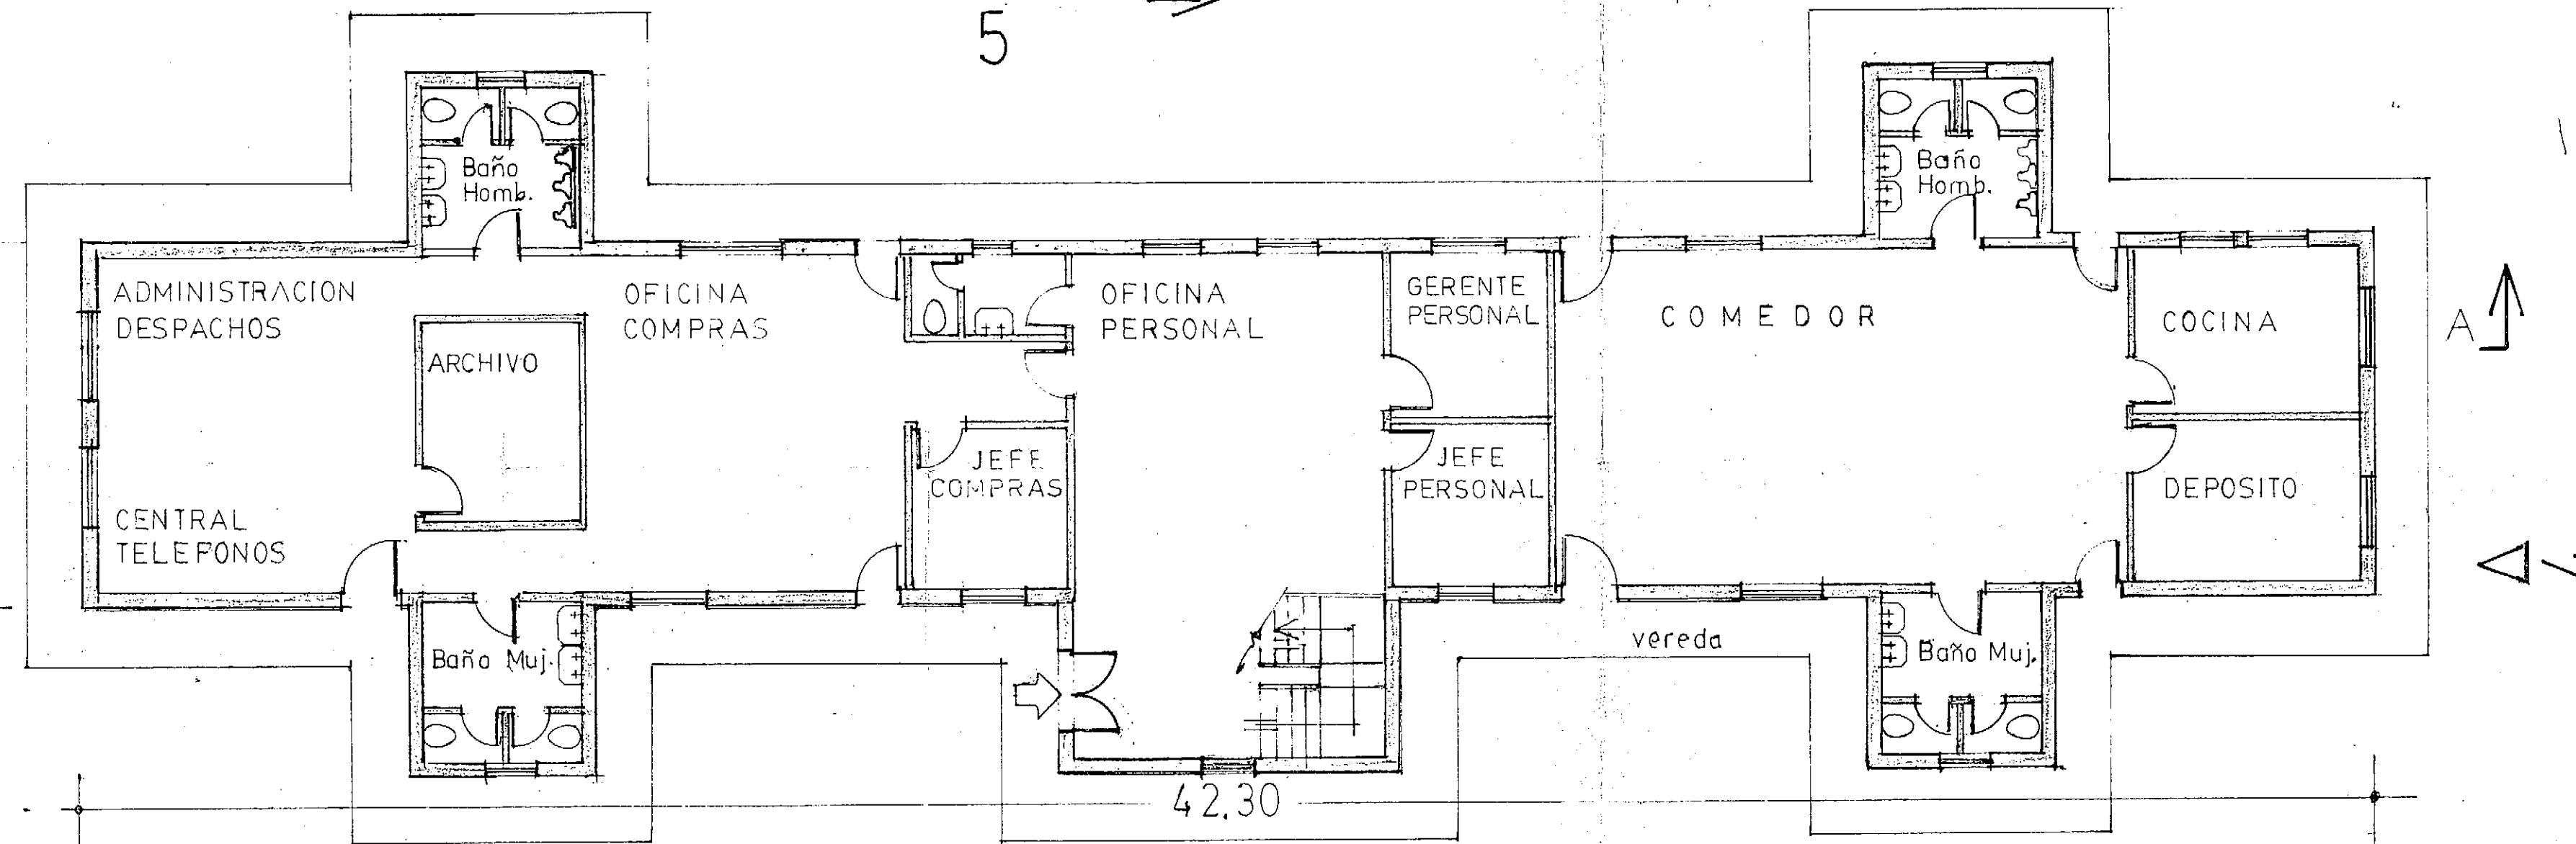 5
Baño
Homb.
Baño
Homb.
ADMINISTRACION
DESPACHOS
OFICINA
COMPRAS
OFICINA
PERSONAL
GERENTE
PERSONAL
COMEDOR
COCINA
A
ARCHIVO
JEFE
COMPRAS
JEFE
PERSONAL
DEPOSITO
CENTRAL
TELEFONOS
Baño Muj.
vereda
Baño Muj.
42.30